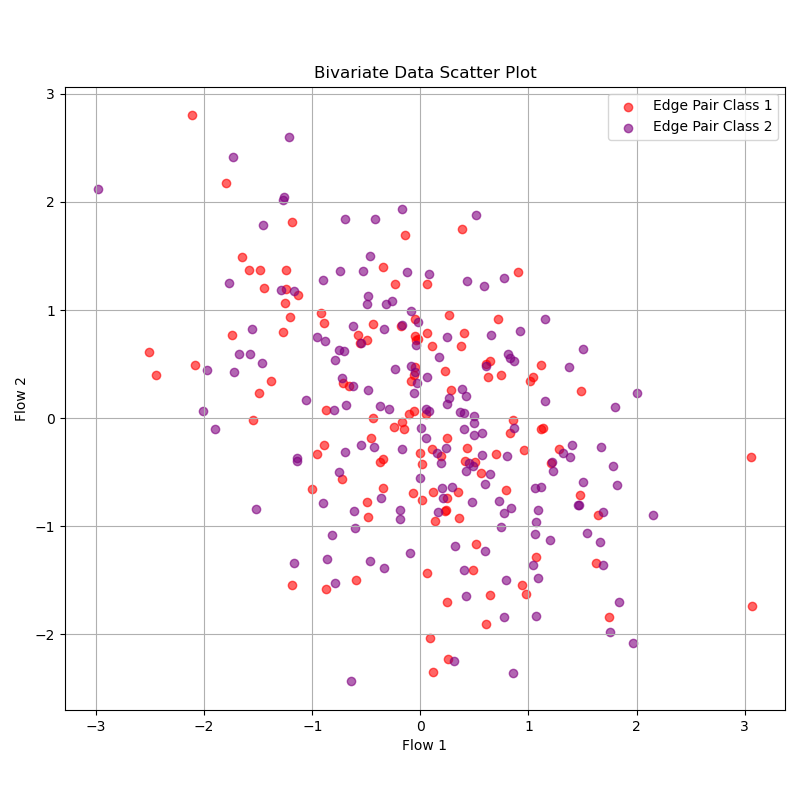 Bivariate Data Scatter Plot
Edge Pair Class 1
Edge Pair Class 2
3
2
1
0
−1
−2
Flow 2
−3
−2
−1
0
1
2
3
Flow 1